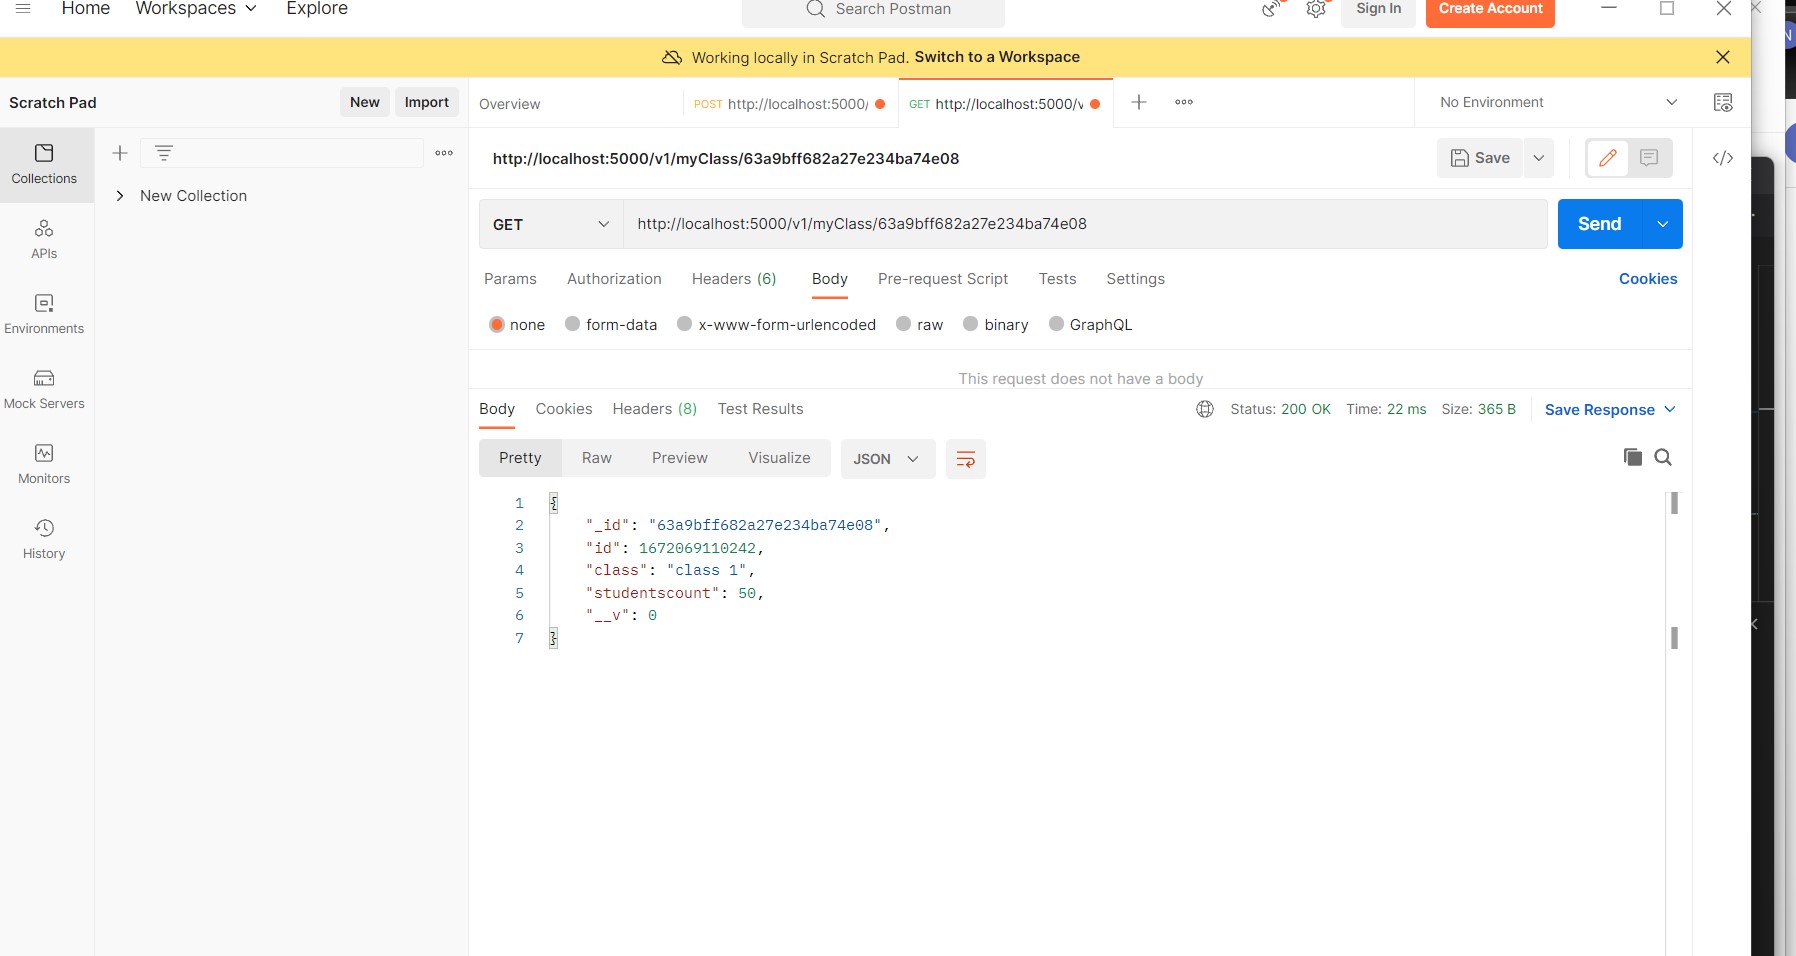 Home Workspaces Explore Search Postman Sign In Create Account
Working locally in Scratch Pad. Switch to a Workspace
Scratch Pad New Import Overview POST http://localhost:5000/ GET http://localhost:5000/v No Environment
Collections
APIs
Environments
Mock Servers
Monitors
History
New Collection
http://localhost:5000/v1/myClass/63a9bff682a27e234ba74e08 Save
GET http://localhost:5000/v1/myClass/63a9bff682a27e234ba74e08 Send
Params Authorization Headers (6) Body Pre-request Script Tests Settings Cookies
none form-data x-www-form-urlencoded raw binary GraphQL
This request does not have a body
Body Cookies Headers (8) Test Results Status: 200 OK Time: 22 ms Size: 365 B Save Response
Pretty Raw Preview Visualize JSON
1 {
2 "_id": "63a9bff682a27e234ba74e08",
3 "id": 1672069110242,
4 "class": "class 1",
5 "studentscount": 50,
6 "__v": 0
7 }